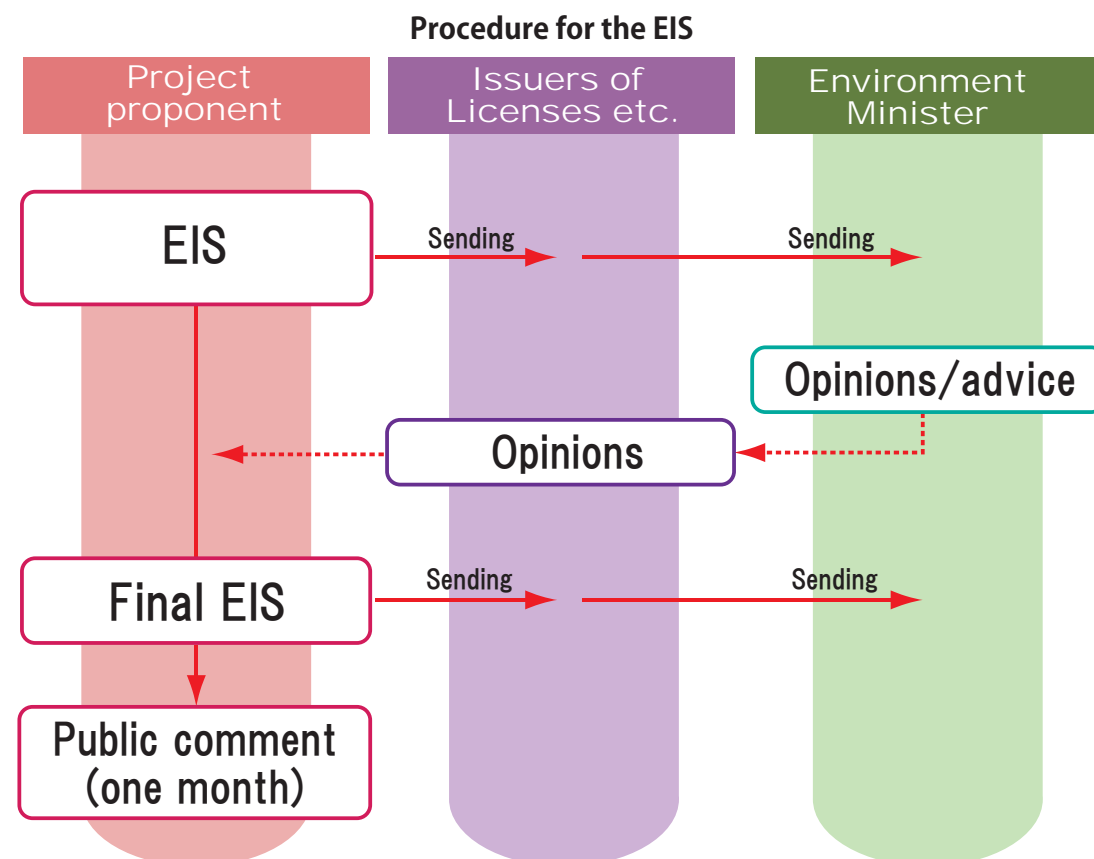 Procedure for the EIS
Project
proponent
Issuers of
Licenses etc.
Environment
Minister
EIS
Sending
Sending
Opinions/advice
Opinions
Final EIS
Sending
Sending
Public comment
(one month)